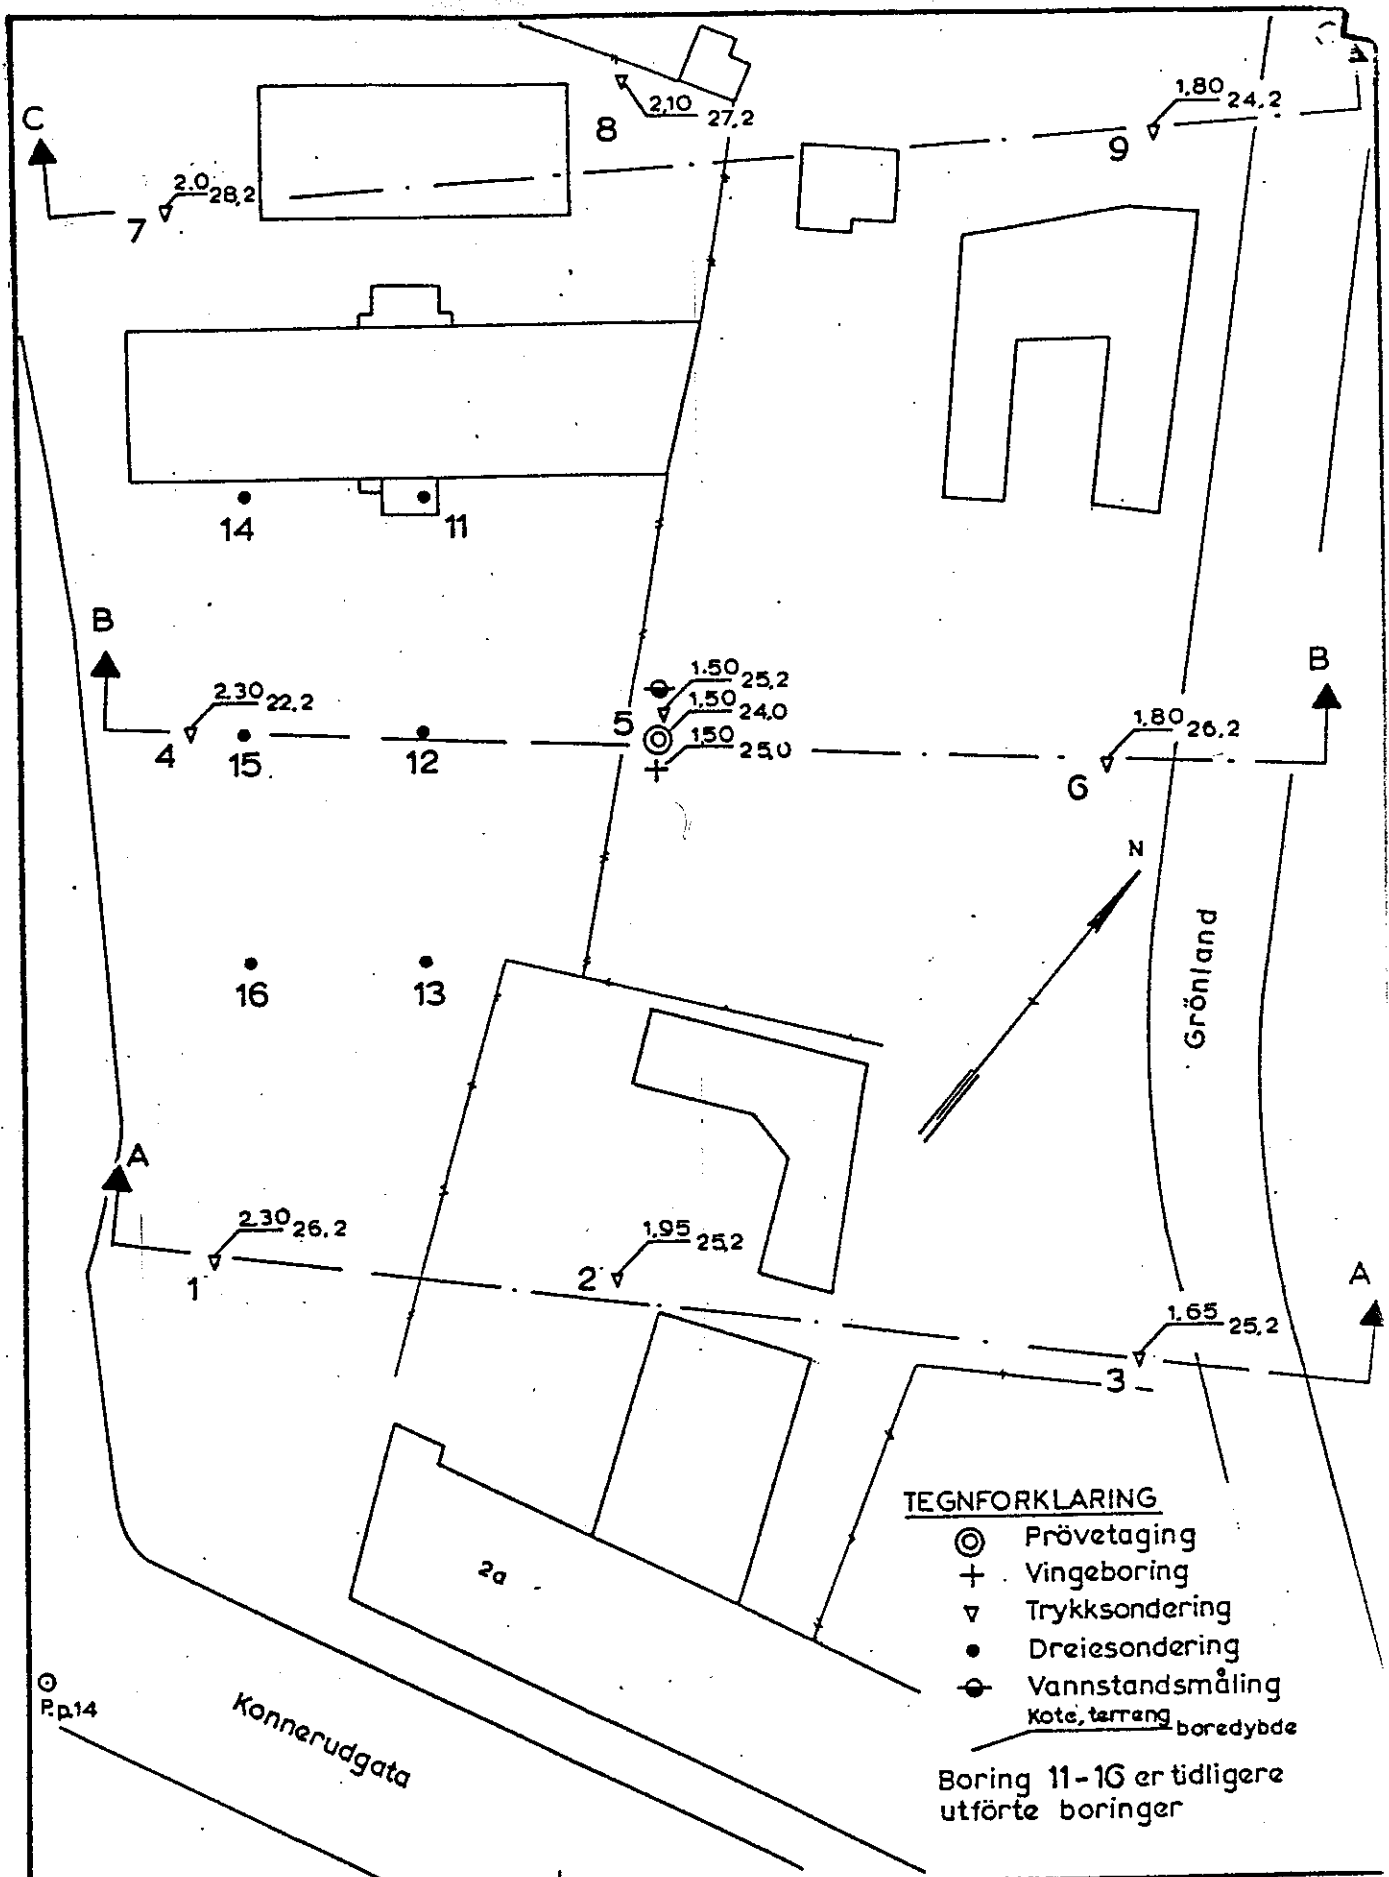 C
8
2,10 27,2
1,80 24,2
9
2.0 28,2
7
14
11
B
B
2.30 22,2
4
15
12
5
1.50 25,2
1,50 24,0
1,50 25,0
1,80 26,2
6
N
Grönland
16
13
A
2,30 26,2
1
2
1,95 25,2
A
1.65 25,2
3
TEGNFORKLARING
Prövetaging
Vingeboring
Trykksondering
Dreiesondering
Vannstandsmåling
Kote, terreng boredybde
Boring 11-16 er tidligere
utförte boringer
2a
P.p.14
Konnerudgata